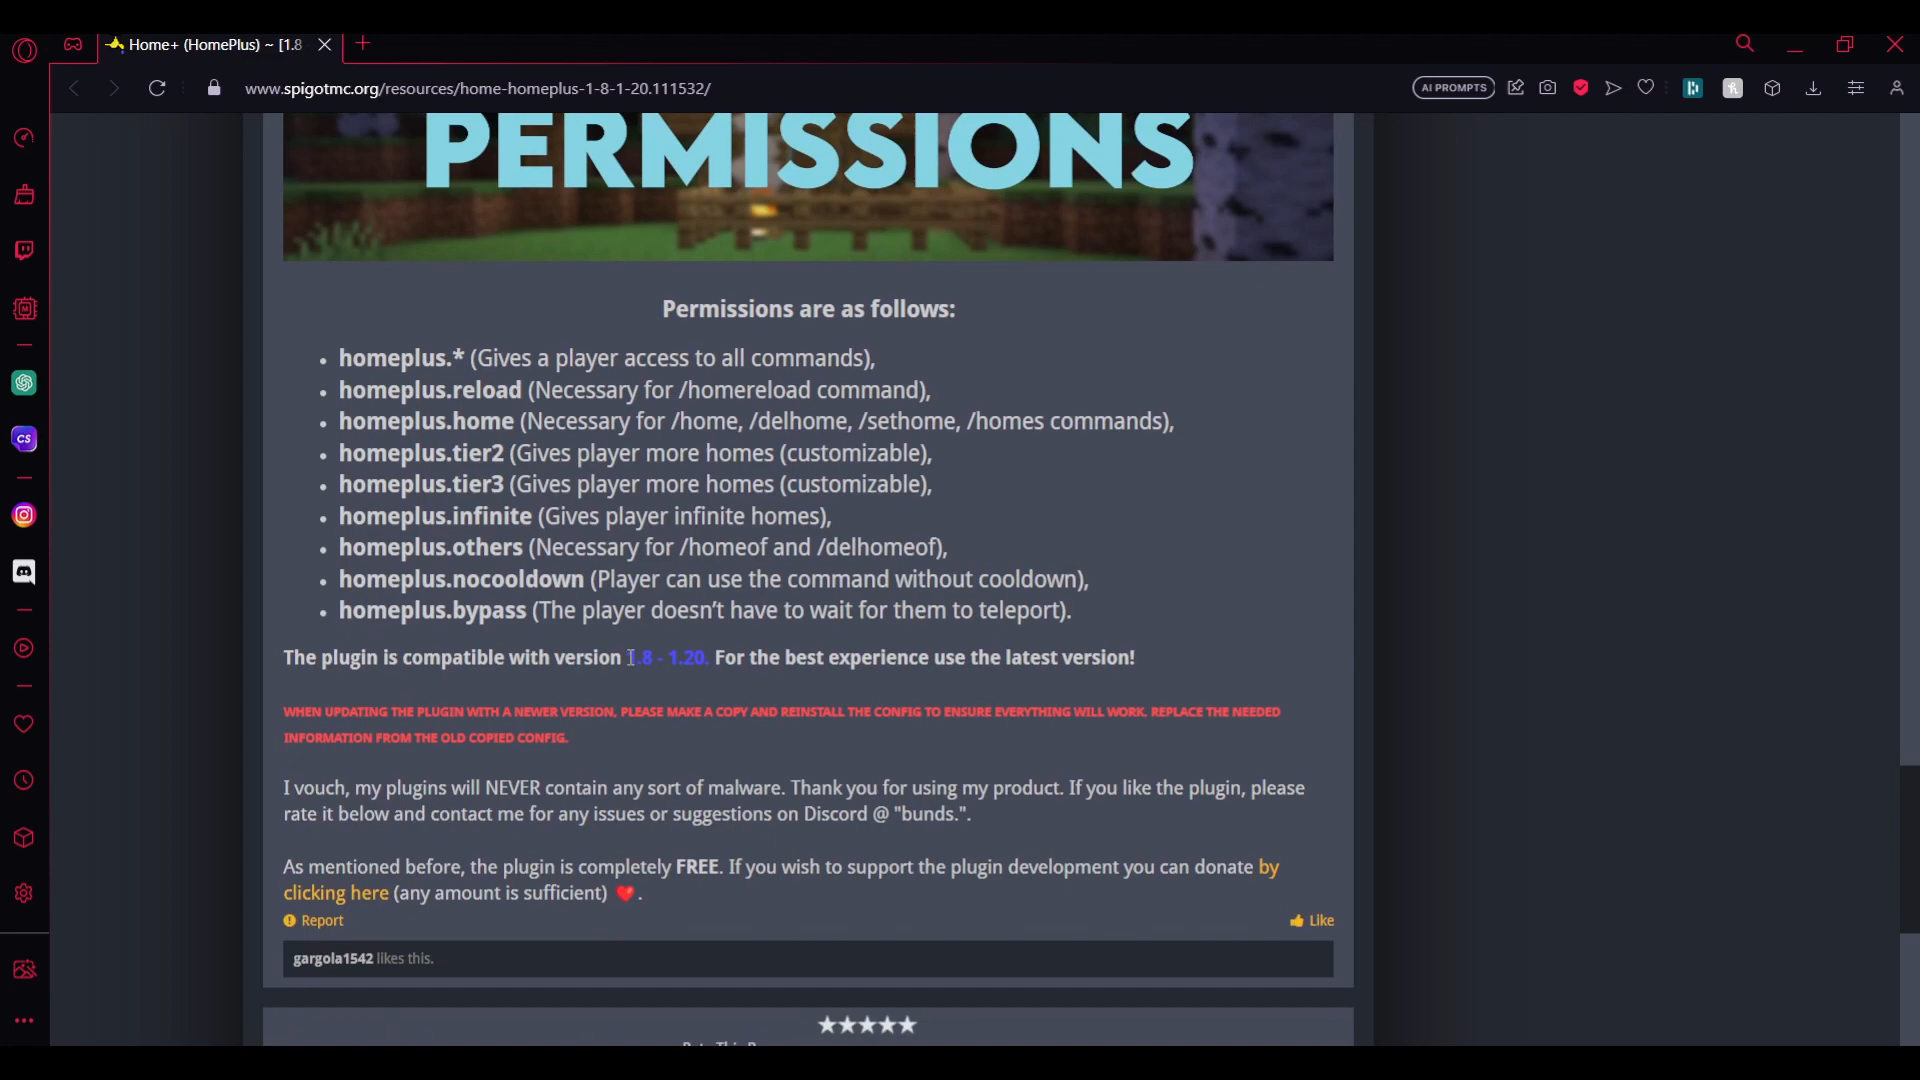 Home+ (HomePlus) ~ [1.8
www.spigotmc.org/resources/home-homeplus-1-8-1-20.111532/
AI PROMPTS
PERMISSIONS
Permissions are as follows:
homeplus.* (Gives a player access to all commands),
homeplus.reload (Necessary for /homereload command),
homeplus.home (Necessary for /home, /delhome, /sethome, /homes commands),
homeplus.tier2 (Gives player more homes (customizable),
homeplus.tier3 (Gives player more homes (customizable),
homeplus.infinite (Gives player infinite homes),
homeplus.others (Necessary for /homeof and /delhomeof),
homeplus.nocooldown (Player can use the command without cooldown),
homeplus.bypass (The player doesn’t have to wait for them to teleport).
The plugin is compatible with version 1.8 - 1.20. For the best experience use the latest version!
WHEN UPDATING THE PLUGIN WITH A NEWER VERSION, PLEASE MAKE A COPY AND REINSTALL THE CONFIG TO ENSURE EVERYTHING WILL WORK. REPLACE THE NEEDED
INFORMATION FROM THE OLD COPIED CONFIG.
I vouch, my plugins will NEVER contain any sort of malware. Thank you for using my product. If you like the plugin, please
rate it below and contact me for any issues or suggestions on Discord @ "bunds.".
As mentioned before, the plugin is completely FREE. If you wish to support the plugin development you can donate by
clicking here (any amount is sufficient) ❤.
Report
Like
gargola1542 likes this.
CS